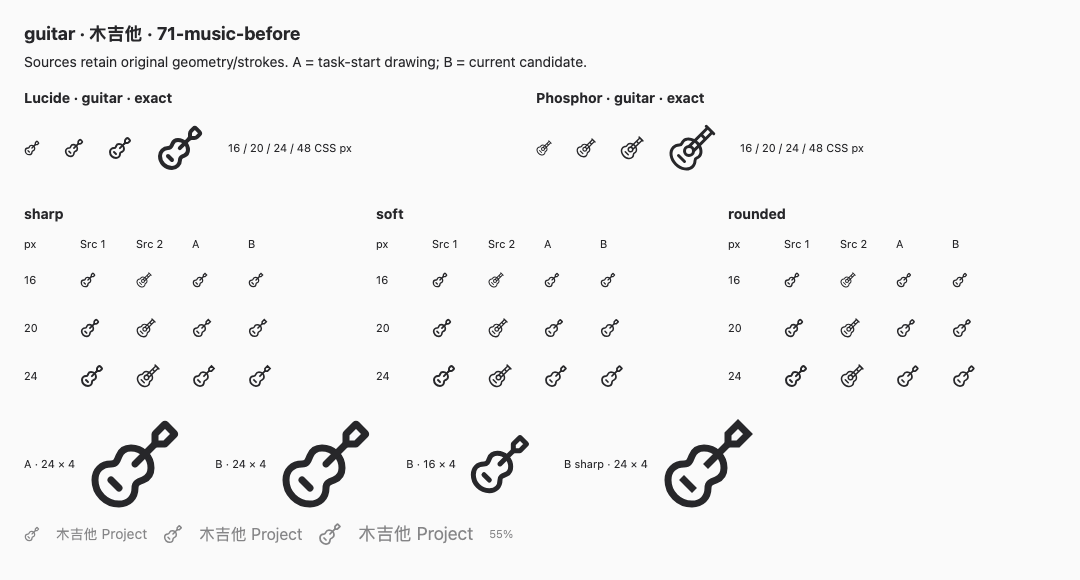 guitar · 木吉他 · 71-music-before
Sources retain original geometry/strokes. A = task-start drawing; B = current candidate.
Lucide · guitar · exact
Phosphor · guitar · exact
16 / 20 / 24 / 48 CSS px
16 / 20 / 24 / 48 CSS px
sharp
soft
rounded
px Src 1 Src 2 A B
px Src 1 Src 2 A B
px Src 1 Src 2 A B
16
16
16
20
20
20
24
24
24
A · 24 × 4
B · 24 × 4
B · 16 × 4
B sharp · 24 × 4
木吉他 Project
木吉他 Project
木吉他 Project
55%